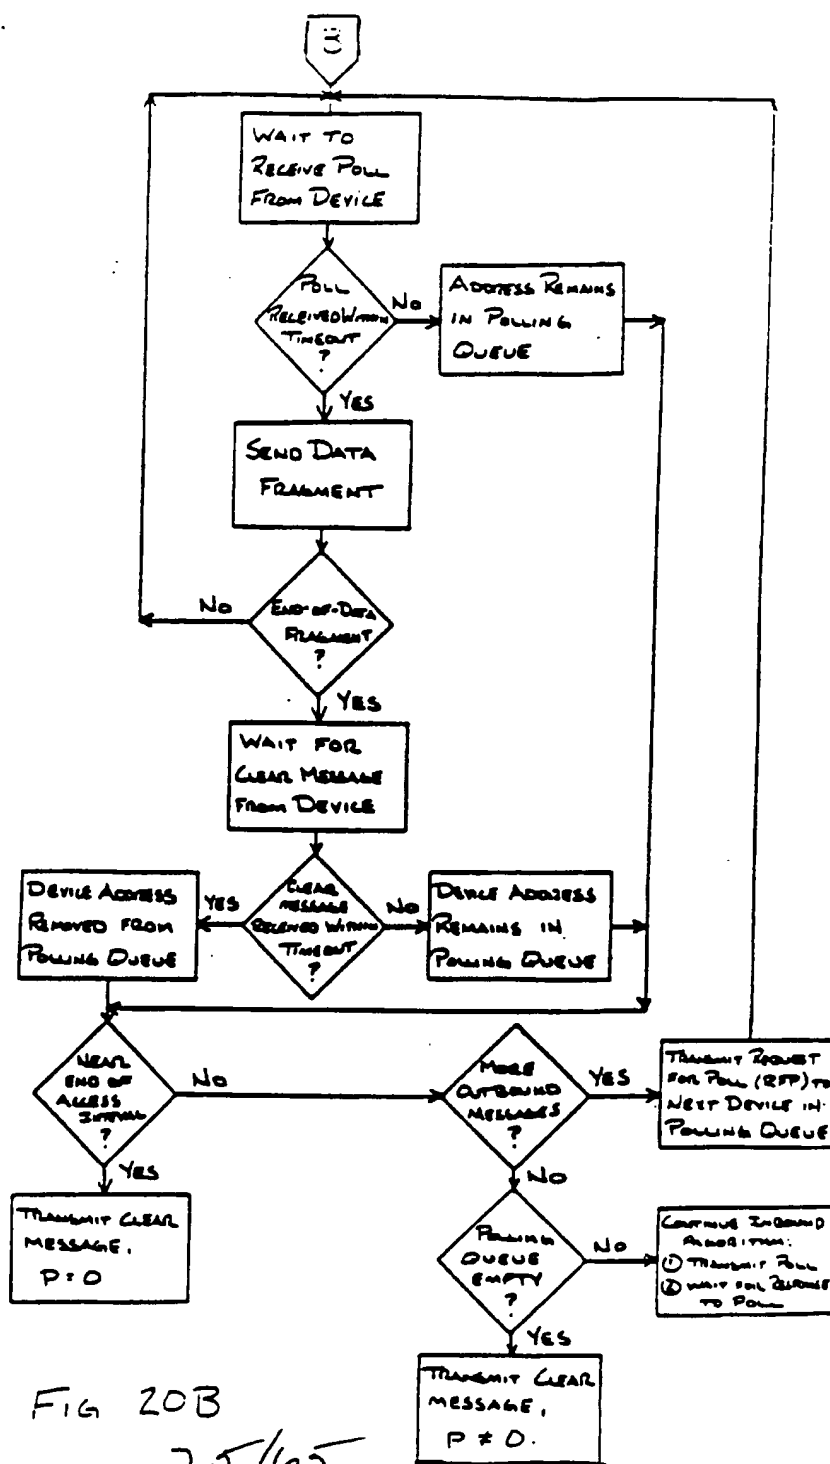 B
WAIT TO
RECEIVE POLL
FROM DEVICE
POLL
RECEIVED WITHIN
TIMEOUT
?
NO
ADDRESS REMAINS
IN POLLING
QUEUE
YES
SEND DATA
FRAGMENT
END-OF-DATA
FRAGMENT
?
NO
YES
WAIT FOR
CLEAR MESSAGE
FROM DEVICE
CLEAR
MESSAGE
RECEIVED WITHIN
TIMEOUT
?
YES
DEVICE ADDRESS
REMOVED FROM
POLLING QUEUE
NO
DEVICE ADDRESS
REMAINS IN
POLLING QUEUE
NEAR
END OF
ACCESS
INTERVAL
?
NO
YES
TRANSMIT CLEAR
MESSAGE,
P = 0
MORE
OUTBOUND
MESSAGES
?
YES
TRANSMIT REQUEST
FOR POLL (RFP) TO
NEXT DEVICE IN
POLLING QUEUE
NO
POLLING
QUEUE
EMPTY
?
NO
CONTINUE INBOUND
ALGORITHM:
① TRANSMIT POLL
② WAIT FOR RESPONSE
TO POLL
YES
TRANSMIT CLEAR
MESSAGE,
P ≠ 0.
FIG 20B